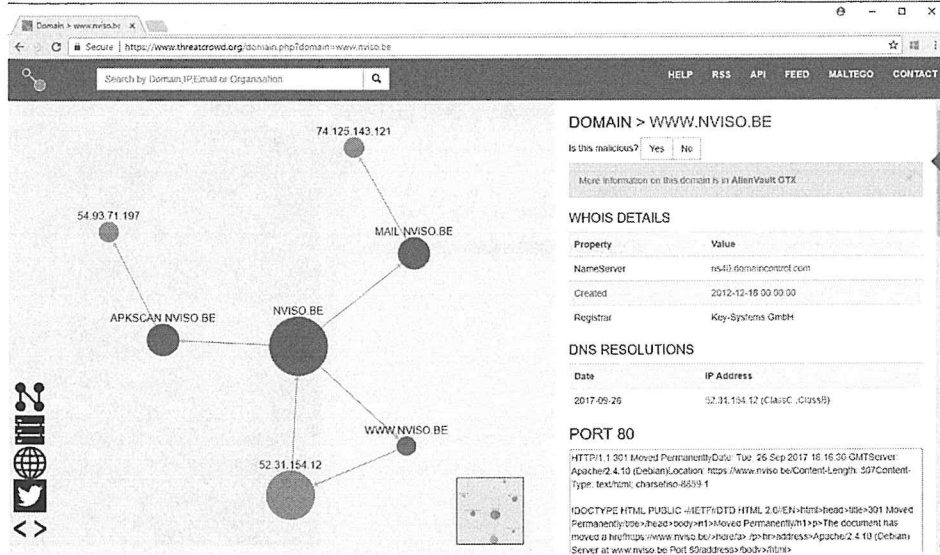 Domain > www.nviso.be
Secure | https://www.threatcrowd.org/domain.php?domain=www.nviso.be
Search by Domain,IP,Email or Organisation
HELP RSS API FEED MALTEGO CONTACT
74.125.143.121
54.93.71.197
MAIL.NVISO.BE
APKSCAN.NVISO.BE
NVISO.BE
WWW.NVISO.BE
52.31.154.12
DOMAIN > WWW.NVISO.BE
Is this malicious? Yes No
More information on this domain is in AlienVault OTX
WHOIS DETAILS
Property Value
NameServer ns40.domaincontrol.com
Created 2012-12-18 00:00:00
Registrar Key-Systems GmbH
DNS RESOLUTIONS
Date IP Address
2017-09-26 52.31.154.12 (ClassC ,ClassB)
PORT 80
HTTP/1.1 301 Moved PermanentlyDate: Tue, 26 Sep 2017 18:16:30 GMTServer:
Apache/2.4.10 (Debian)Location: https://www.nviso.be/Content-Length: 307Content-
Type: text/html; charset=iso-8859-1
!DOCTYPE HTML PUBLIC -//IETF//DTD HTML 2.0//EN>html>head>title>301 Moved
Permanently/title>/head>body>h1>Moved Permanently/h1>p>The document has
moved a href=https://www.nviso.be/>here/a> /p>hr>address>Apache/2.4.10 (Debian)
Server at www.nviso.be Port 80/address>/body>/html>